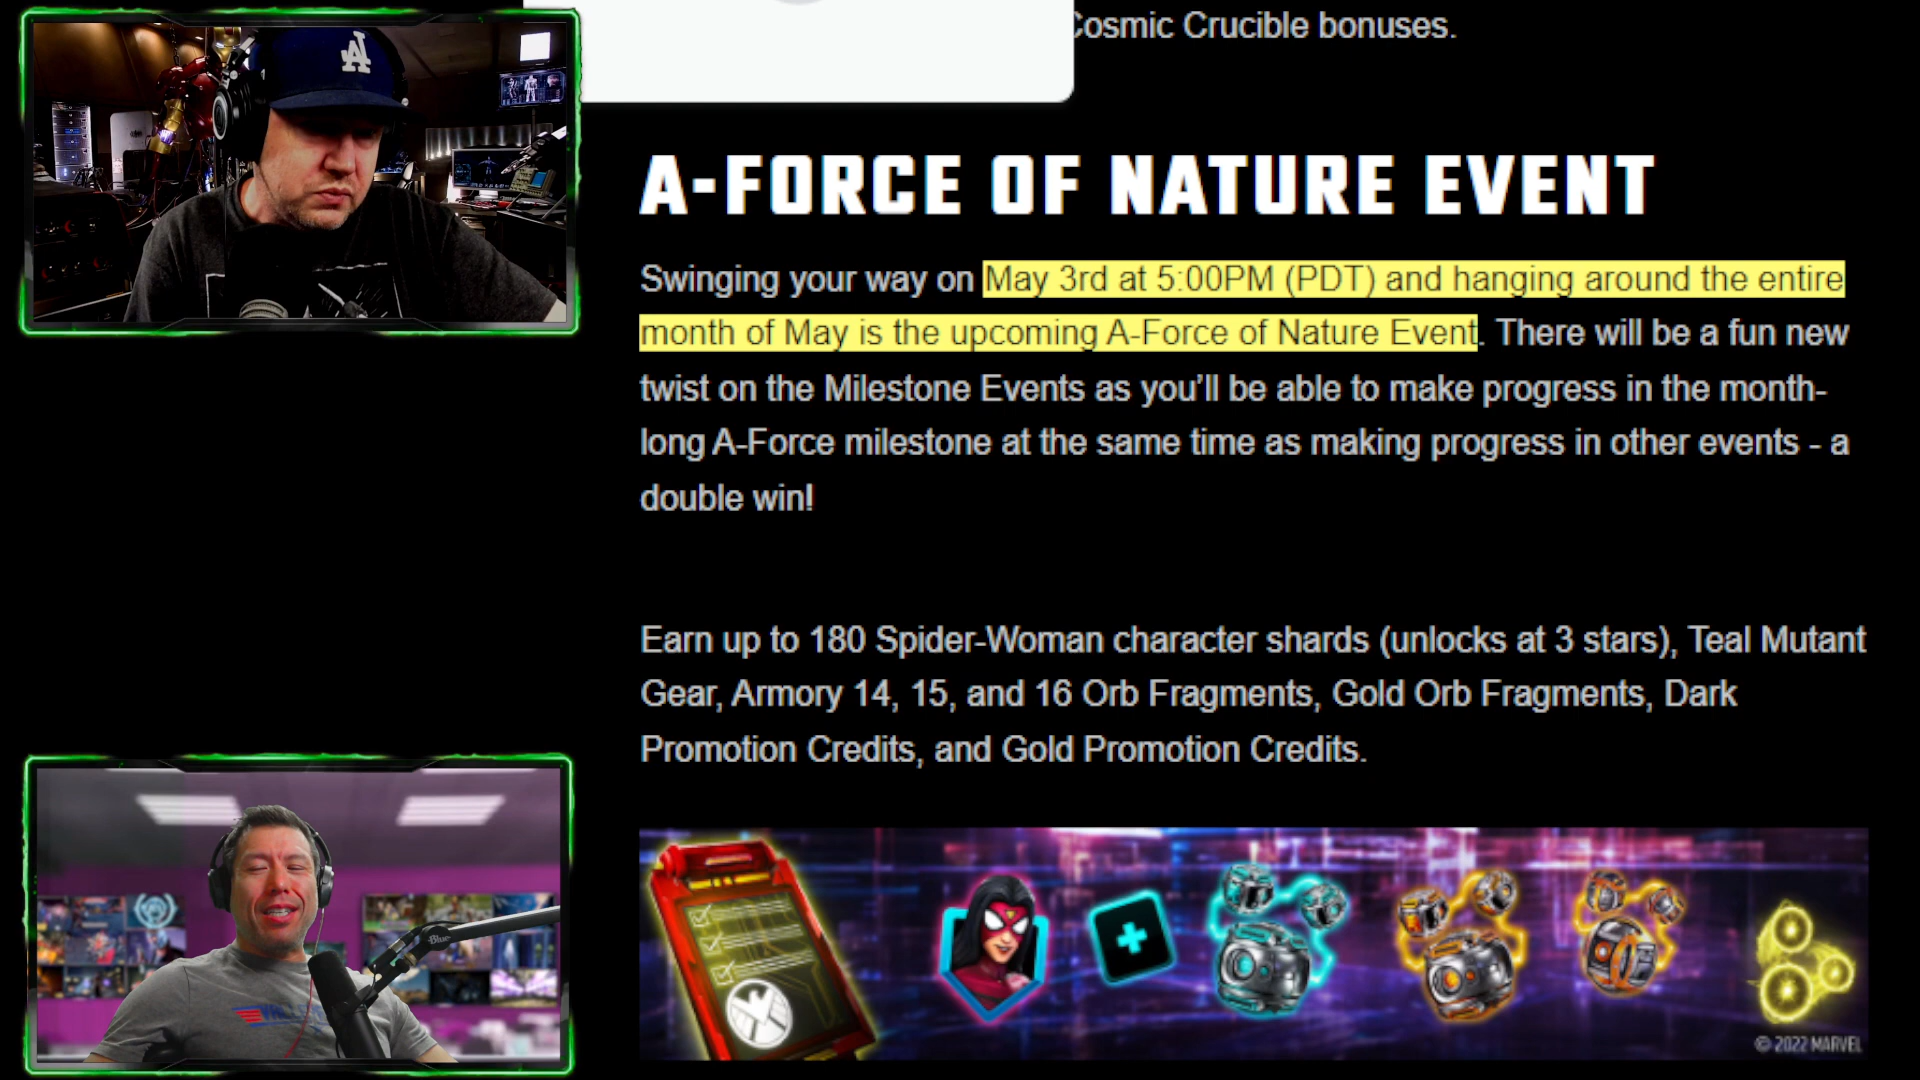 Cosmic Crucible bonuses.
A-FORCE OF NATURE EVENT
Swinging your way on May 3rd at 5:00PM (PDT) and hanging around the entire
month of May is the upcoming A-Force of Nature Event. There will be a fun new
twist on the Milestone Events as you’ll be able to make progress in the month-
long A-Force milestone at the same time as making progress in other events - a
double win!
Earn up to 180 Spider-Woman character shards (unlocks at 3 stars), Teal Mutant
Gear, Armory 14, 15, and 16 Orb Fragments, Gold Orb Fragments, Dark
Promotion Credits, and Gold Promotion Credits.
© 2022 MARVEL
LA
Blue